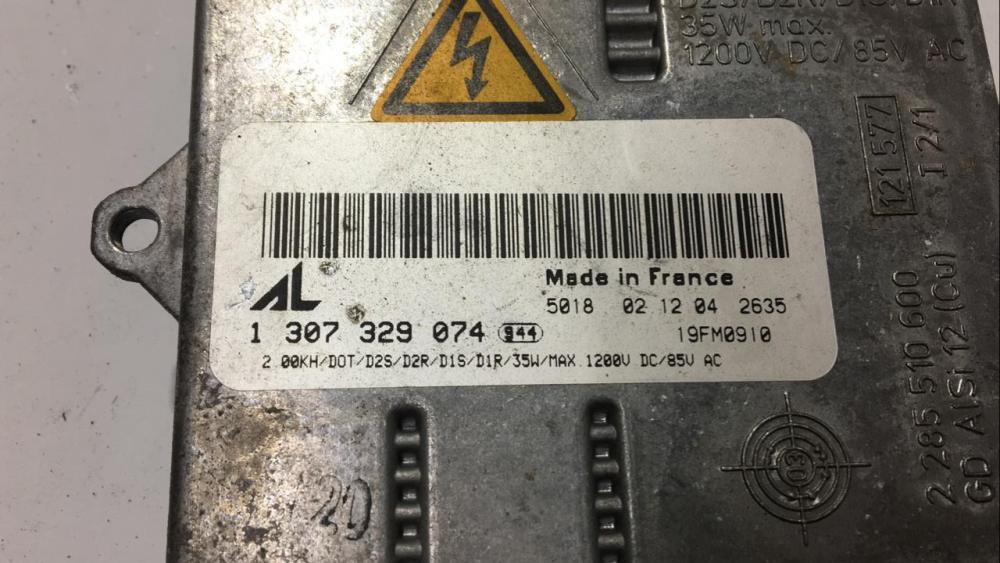 D2S/D2R/D1S/D1R
35W max.
1200V DC/85V AC
121577
I 2/1
AL
Made in France
5018 02 12 04 2635
1 307 329 074 944
19FM0910
2.00KH/DOT/D2S/D2R/D1S/D1R/35W/MAX.1200V DC/85V AC
2 285 510 600
GD AlSi 12 (Cu)
03
20